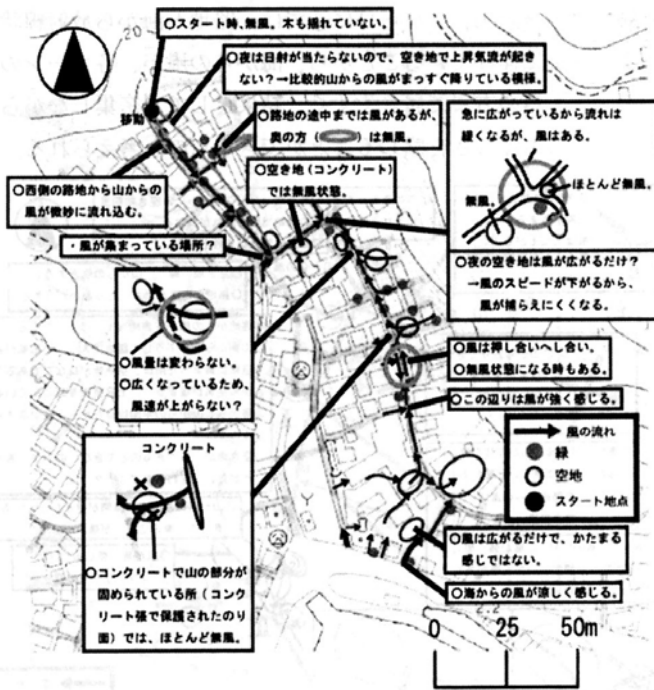 20
○スタート時、無風。木も揺れていない。
○夜は日射が当たらないので、空き地で上昇気流が起き
ない？→比較的山からの風がまっすぐ降りている模様。
移動
○路地の途中までは風があるが、
奥の方（　　）は無風。
急に広がっているから流れは
緩くなるが、風はある。
ほとんど無風。
無風。
○夜の空き地は風が広がるだけ？
→風のスピードが下がるから、
風が捕らえにくくなる。
○空き地（コンクリート）
では無風状態。
○西側の路地から山からの
風が微妙に流れ込む。
・風が集まっている場所？
○風量は変わらない。
○広くなっているため、
風速が上がらない？
○風は押し合いへし合い。
○無風状態になる時もある。
○この辺りは風が強く感じる。
風の流れ
緑
空地
スタート地点
コンクリート
○コンクリートで山の部分が
固められている所（コンク
リート張で保護されたのり
面）では、ほとんど無風。
○風は広がるだけで、かたまる
感じではない。
○海からの風が涼しく感じる。
2.2
0 25 50m